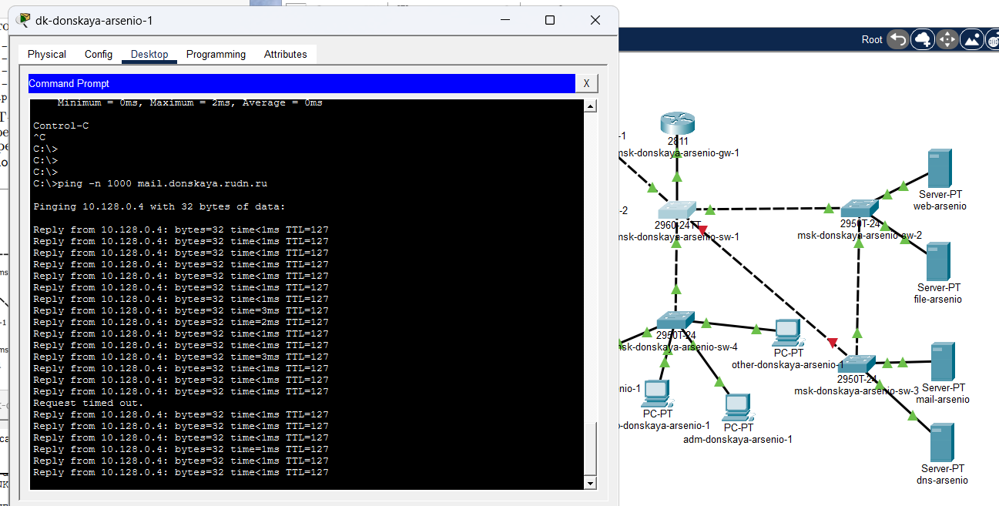 dk-donskaya-arsenio-1
Physical Config Desktop Programming Attributes
Command Prompt
X
Minimum = 0ms, Maximum = 2ms, Average = 0ms
Control-C
^C
C:\>
C:\>
C:\>
C:\>ping -n 1000 mail.donskaya.rudn.ru
Pinging 10.128.0.4 with 32 bytes of data:
Reply from 10.128.0.4: bytes=32 time<1ms TTL=127
Reply from 10.128.0.4: bytes=32 time<1ms TTL=127
Reply from 10.128.0.4: bytes=32 time<1ms TTL=127
Reply from 10.128.0.4: bytes=32 time<1ms TTL=127
Reply from 10.128.0.4: bytes=32 time<1ms TTL=127
Reply from 10.128.0.4: bytes=32 time<1ms TTL=127
Reply from 10.128.0.4: bytes=32 time<1ms TTL=127
Reply from 10.128.0.4: bytes=32 time=3ms TTL=127
Reply from 10.128.0.4: bytes=32 time=2ms TTL=127
Reply from 10.128.0.4: bytes=32 time<1ms TTL=127
Reply from 10.128.0.4: bytes=32 time<1ms TTL=127
Reply from 10.128.0.4: bytes=32 time=3ms TTL=127
Reply from 10.128.0.4: bytes=32 time<1ms TTL=127
Reply from 10.128.0.4: bytes=32 time<1ms TTL=127
Reply from 10.128.0.4: bytes=32 time<1ms TTL=127
Request timed out.
Reply from 10.128.0.4: bytes=32 time<1ms TTL=127
Reply from 10.128.0.4: bytes=32 time<1ms TTL=127
Reply from 10.128.0.4: bytes=32 time<1ms TTL=127
Reply from 10.128.0.4: bytes=32 time=1ms TTL=127
Reply from 10.128.0.4: bytes=32 time<1ms TTL=127
Reply from 10.128.0.4: bytes=32 time<1ms TTL=127
Root
-1
2811
msk-donskaya-arsenio-gw-1
Server-PT
web-arsenio
-2
2960-24TT
msk-donskaya-arsenio-sw-1
2950T-24
msk-donskaya-arsenio-sw-2
Server-PT
file-arsenio
2950T-24
msk-donskaya-arsenio-sw-4
PC-PT
other-donskaya-arsenio-1
2950T-24
msk-donskaya-arsenio-sw-3
Server-PT
mail-arsenio
enio-1
PC-PT
o-donskaya-arsenio-1
PC-PT
adm-donskaya-arsenio-1
Server-PT
dns-arsenio